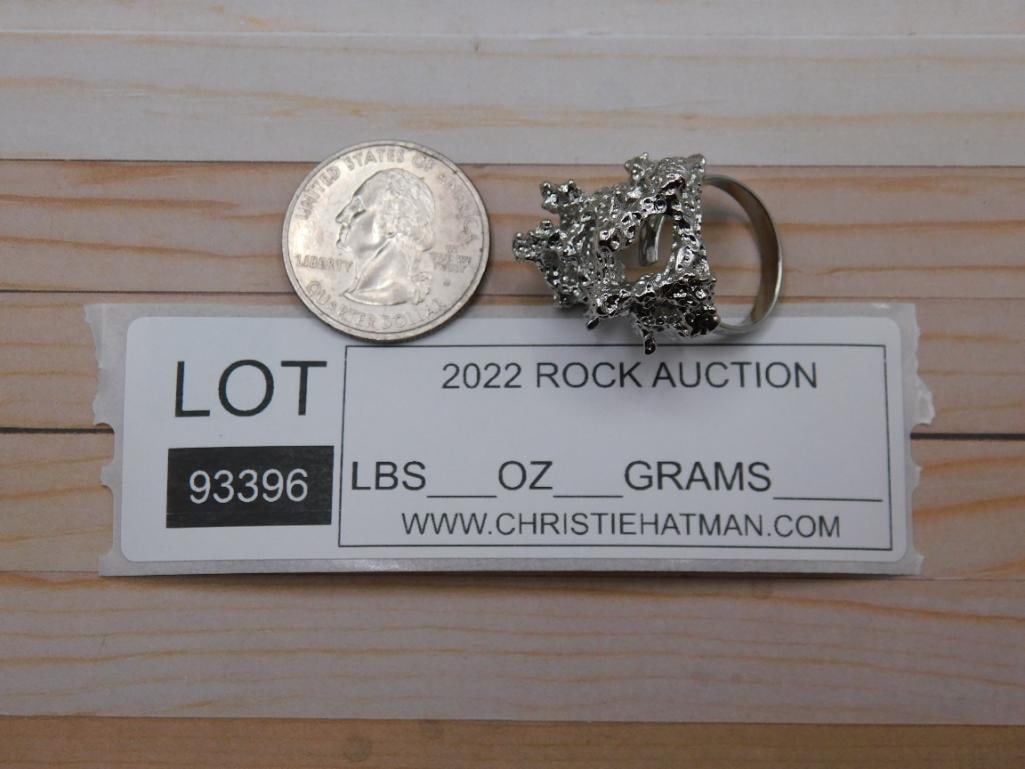 UNITED STATES OF AMERICA
LIBERTY
IN
GOD WE
TRUST
QUARTER DOLLAR
LOT
93396
2022 ROCK AUCTION
LBS___OZ___GRAMS_____
WWW.CHRISTIEHATMAN.COM